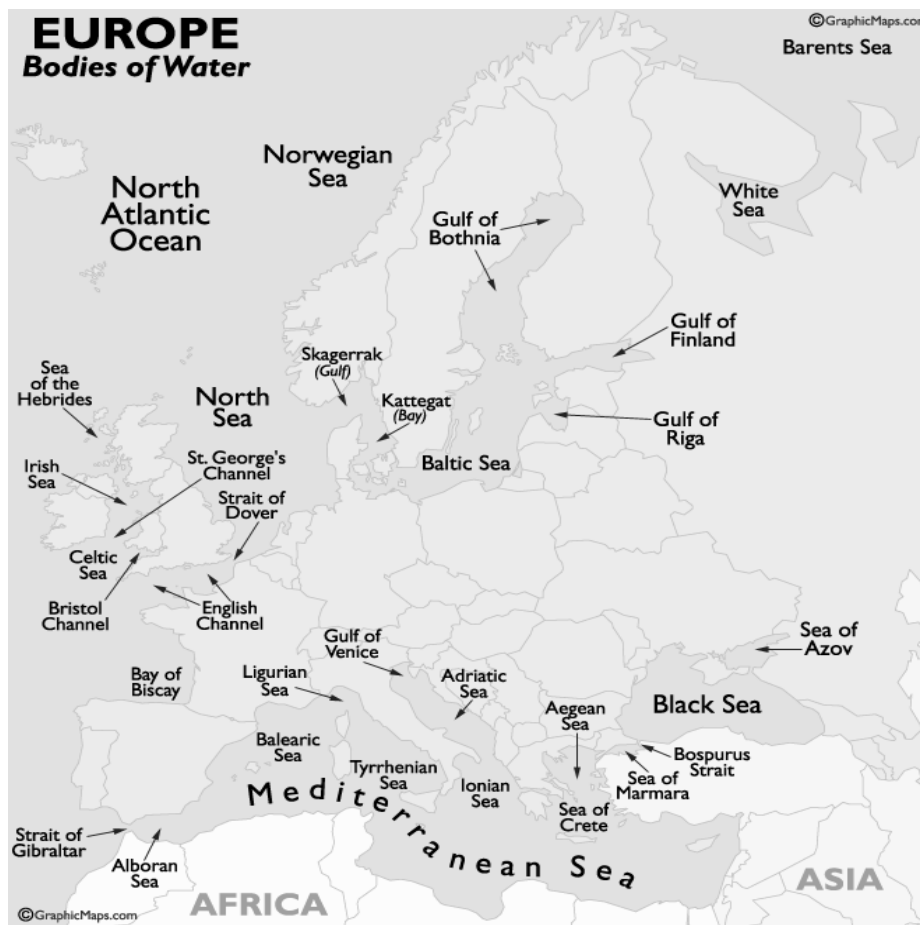 EUROPE
Bodies of Water
©GraphicMaps.com
Barents Sea
Norwegian
Sea
North
Atlantic
Ocean
White
Sea
Gulf of
Bothnia
Gulf of
Finland
Skagerrak
(Gulf)
Sea
of the
Hebrides
North
Sea
Kattegat
(Bay)
Gulf of
Riga
St. George's
Channel
Baltic Sea
Irish
Sea
Strait of
Dover
Celtic
Sea
Bristol
Channel
English
Channel
Gulf of
Venice
Sea of
Azov
Bay of
Biscay
Ligurian
Sea
Adriatic
Sea
Aegean
Sea
Black Sea
Balearic
Sea
Tyrrhenian
Sea
Ionian
Sea
Bospurus
Strait
Sea of
Marmara
Sea of
Crete
Mediterranean Sea
Strait of
Gibraltar
Alboran
Sea
AFRICA
ASIA
©GraphicMaps.com